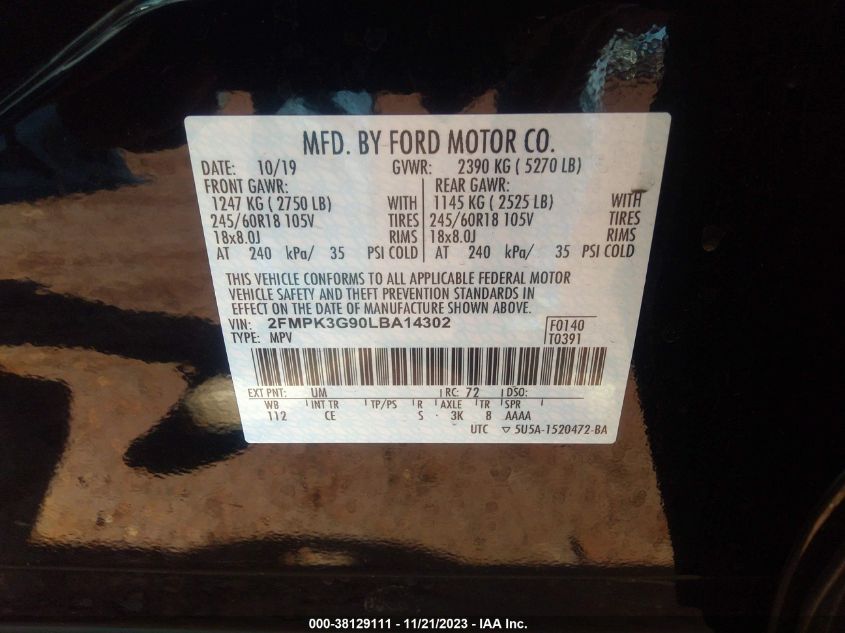 MFD. BY FORD MOTOR CO.
DATE: 10/19 GVWR: 2390 KG ( 5270 LB)
FRONT GAWR: REAR GAWR:
1247 KG ( 2750 LB) WITH 1145 KG ( 2525 LB) WITH
245/60R18 105V TIRES 245/60R18 105V TIRES
18x8.0J RIMS 18x8.0J RIMS
AT 240 kPa/ 35 PSI COLD AT 240 kPa/ 35 PSI COLD
THIS VEHICLE CONFORMS TO ALL APPLICABLE FEDERAL MOTOR
VEHICLE SAFETY AND THEFT PREVENTION STANDARDS IN
EFFECT ON THE DATE OF MANUFACTURE SHOWN ABOVE.
VIN: 2FMPK3G90LBA14302 F0140
TYPE: MPV T0391
EXT PNT: UM RC: 72 DSO:
WB INT TR TP/PS R AXLE TR SPR
112 CE S 3K 8 AAAA
UTC ▽ 5U5A-1520472-BA
000-38129111 - 11/21/2023 - IAA Inc.